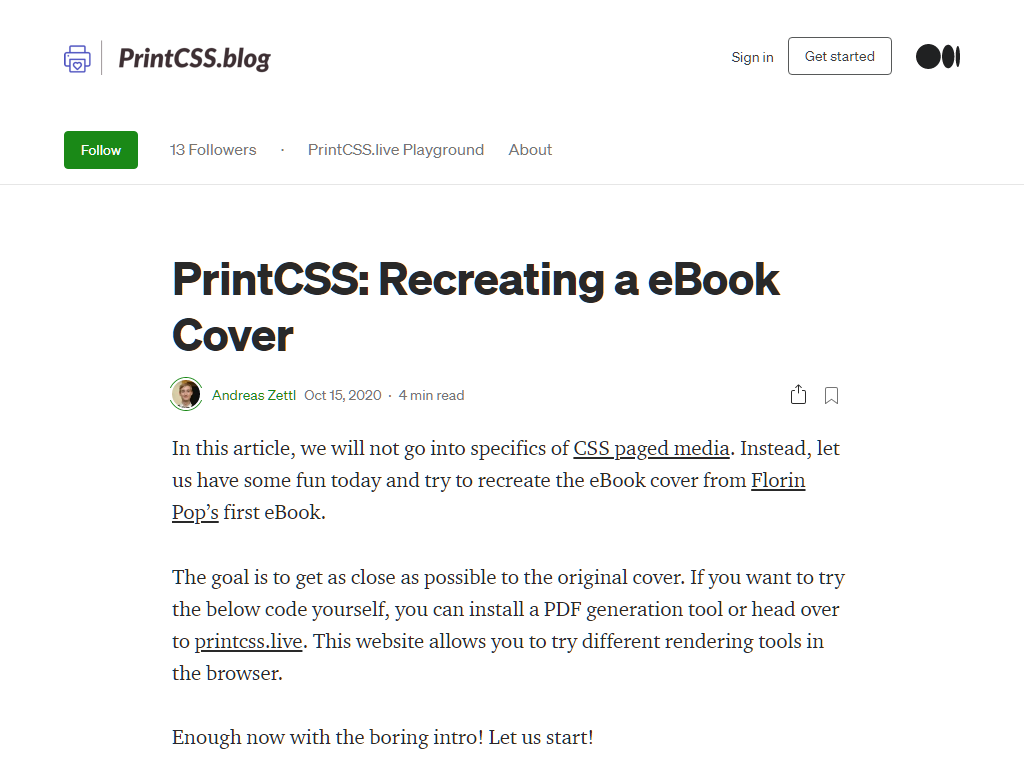 PrintCSS.blog
Sign in
Get started
Follow
13 Followers · PrintCSS.live Playground About
PrintCSS: Recreating a eBook
Cover
Andreas Zettl Oct 15, 2020 · 4 min read
In this article, we will not go into specifics of CSS paged media. Instead, let
us have some fun today and try to recreate the eBook cover from Florin
Pop’s first eBook.
The goal is to get as close as possible to the original cover. If you want to try
the below code yourself, you can install a PDF generation tool or head over
to printcss.live. This website allows you to try different rendering tools in
the browser.
Enough now with the boring intro! Let us start!